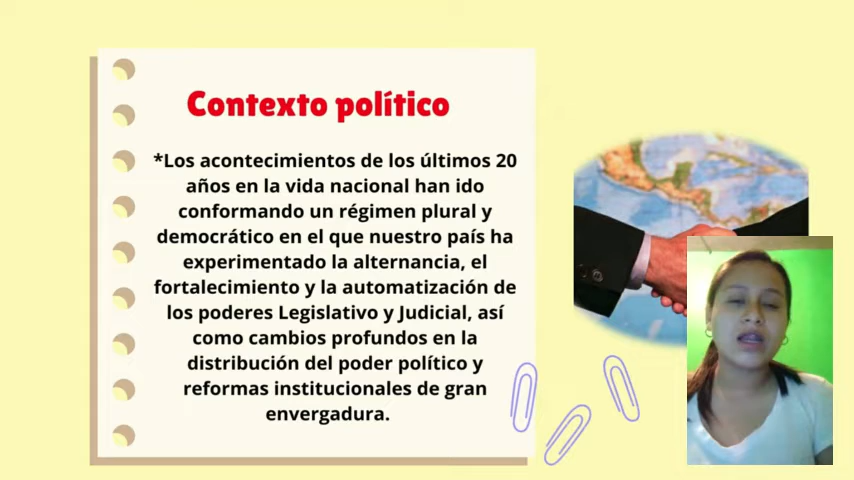 Contexto político
*Los acontecimientos de los últimos 20
años en la vida nacional han ido
conformando un régimen plural y
democrático en el que nuestro país ha
experimentado la alternancia, el
fortalecimiento y la automatización de
los poderes Legislativo y Judicial, así
como cambios profundos en la
distribución del poder político y
reformas institucionales de gran
envergadura.